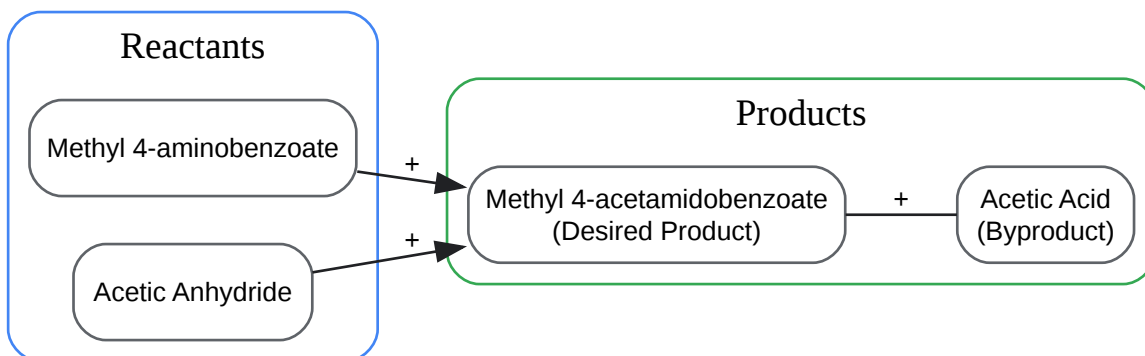 Reactants
Methyl 4-aminobenzoate
+
Acetic Anhydride
+
Products
Methyl 4-acetamidobenzoate
(Desired Product)
+
Acetic Acid
(Byproduct)